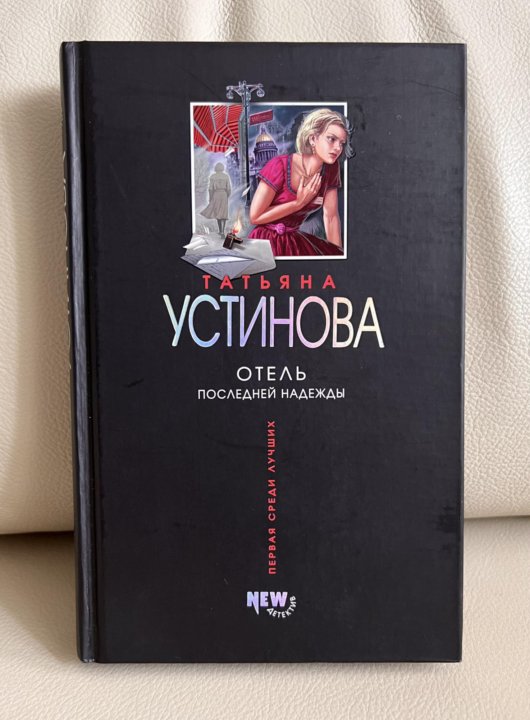 ТАТЬЯНА
УСТИНОВА
ОТЕЛЬ
ПОСЛЕДНЕЙ НАДЕЖДЫ
ПЕРВАЯ СРЕДИ ЛУЧШИХ
NEW
ДЕТЕКТИВ